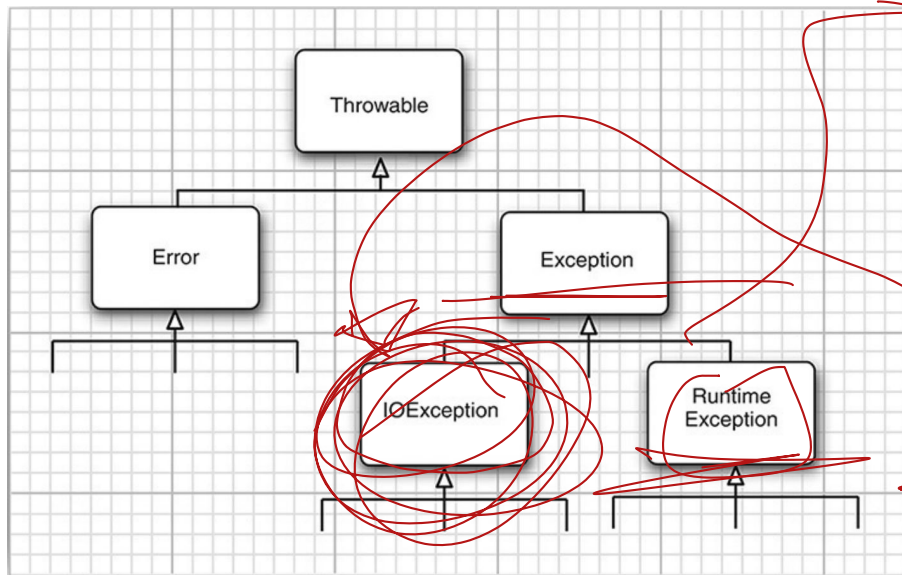 Throwable
Error
Exception
IOException
Runtime
Exception